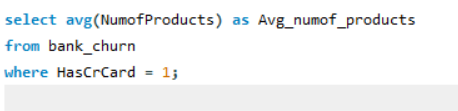 select avg(NumofProducts) as Avg_numof_products
from bank_churn
where HasCrCard = 1;